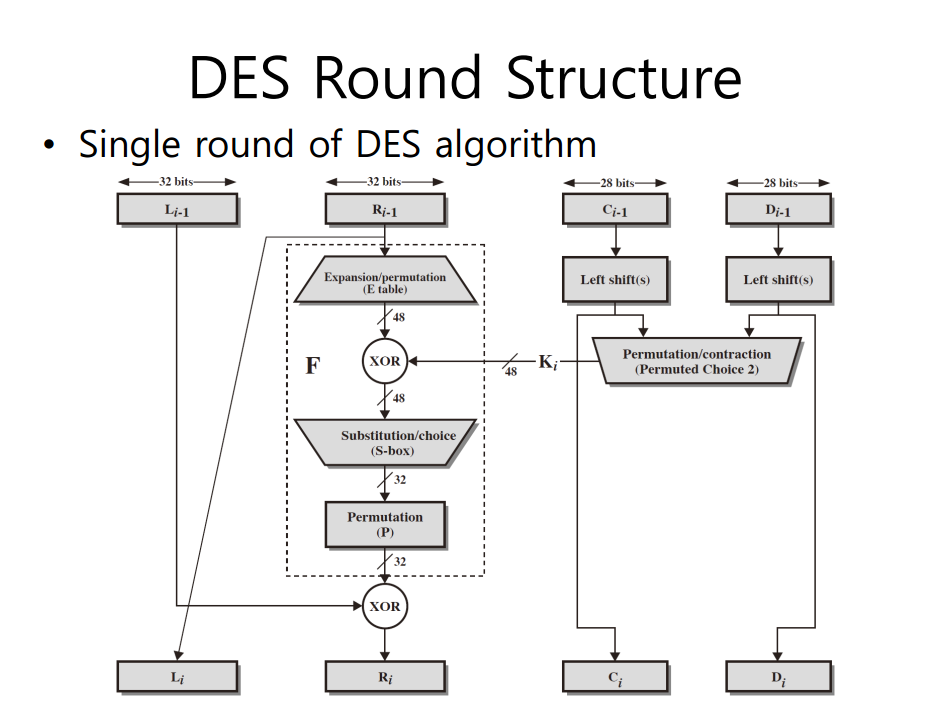 DES Round Structure
• Single round of DES algorithm
32 bits
32 bits
28 bits
28 bits
Li-1
Ri-1
Ci-1
Di-1
Expansion/permutation
(E table)
Left shift(s)
Left shift(s)
48
F
XOR
48
Ki
Permutation/contraction
(Permuted Choice 2)
48
Substitution/choice
(S-box)
32
Permutation
(P)
32
XOR
Li
Ri
Ci
Di